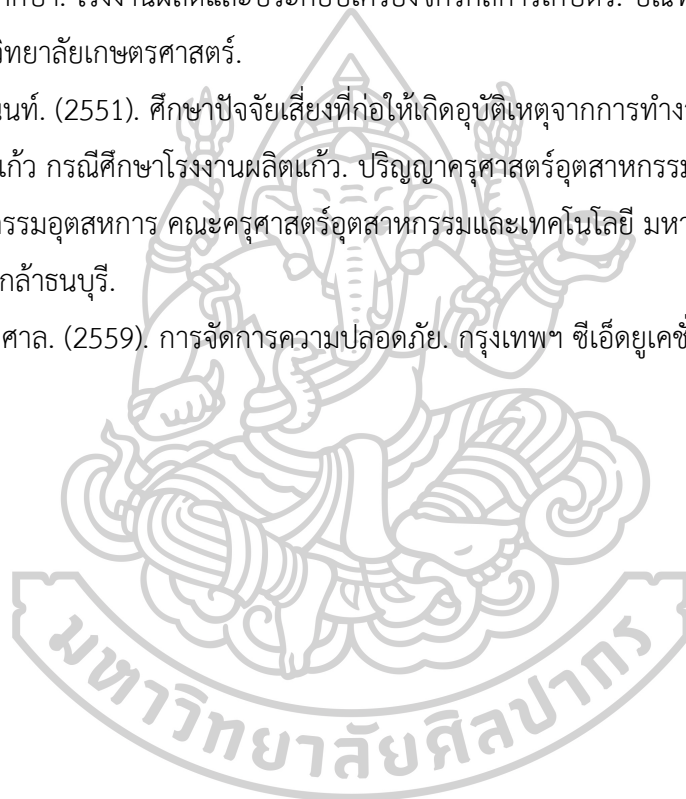 โรงงานผลิตและประกอบเครื่องจักรกลการเกษตร.
วิทยาลัยเกษตรศาสตร์.
นนท์. (2551). ศึกษาปัจจัยเสี่ยงที่ก่อให้เกิดอุบัติเหตุจากการทำง
แก้ว กรณีศึกษาโรงงานผลิตแก้ว. ปริญญาครุศาสตร์อุตสาหกรรม
กรรมอุตสหการ คณะครุศาสตร์อุตสาหกรรมและเทคโนโลยี มหา
กล้าธนบุรี.
ศาล. (2559). การจัดการความปลอดภัย. กรุงเทพฯ ซีเอ็ดยูเคชั่
มหาวิทยาลัยศิลปากร